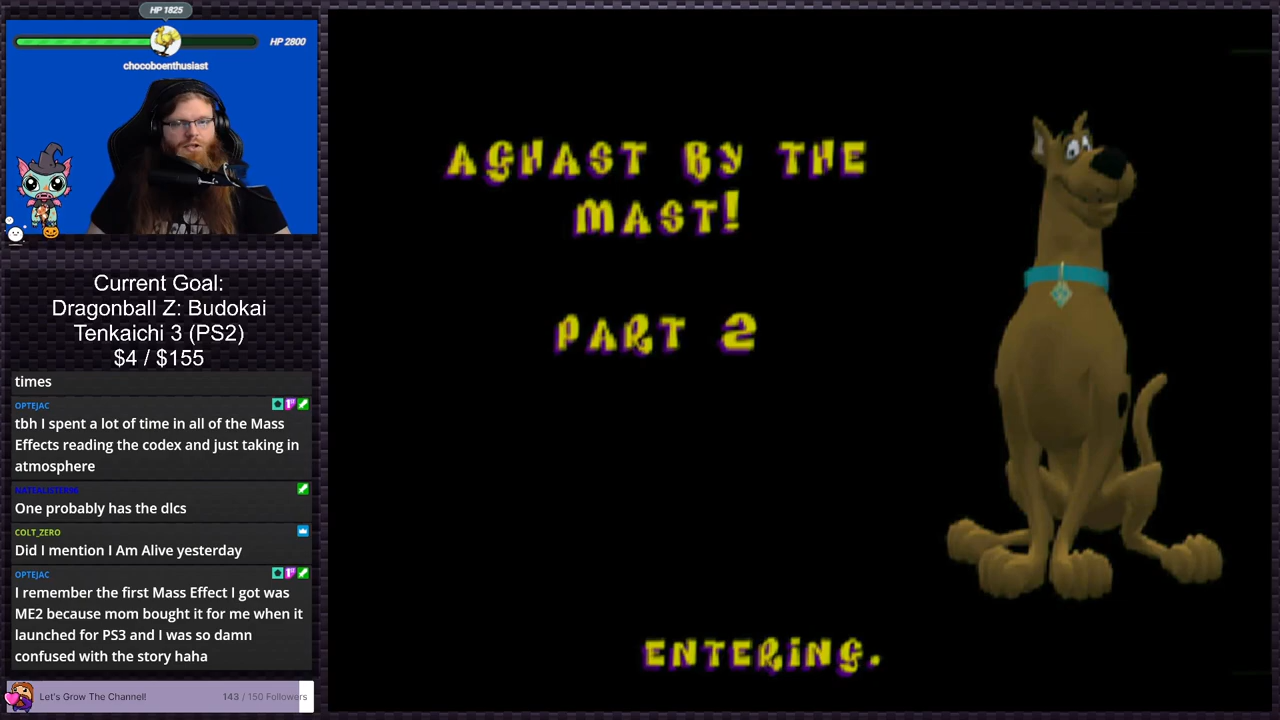 HP 1825
HP 2800
chocoboenthusiast
AGHAST BY THE
MAST!
PART 2
ENTERING.
Current Goal:
Dragonball Z: Budokai
Tenkaichi 3 (PS2)
$4 / $155
times
OPTEJAC
tbh I spent a lot of time in all of the Mass
Effects reading the codex and just taking in
atmosphere
One probably has the dlcs
COLT_ZERO
Did I mention I Am Alive yesterday
OPTEJAC
I remember the first Mass Effect I got was
ME2 because mom bought it for me when it
launched for PS3 and I was so damn
confused with the story haha
Let's Grow The Channel!
143 / 150 Followers